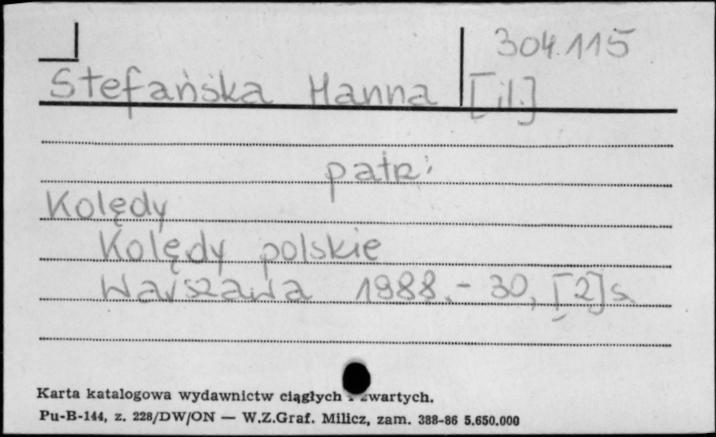 304.115
Stefańska Hanna [il.]
patrz:
Kolędy
Kolędy polskie
Warszawa 1988. - 30, [2] s.
Karta katalogowa wydawnictw ciągłych i zwartych.
Pu-B-144, z. 228/DW/ON — W.Z.Graf. Milicz, zam. 388-86 5.650.000